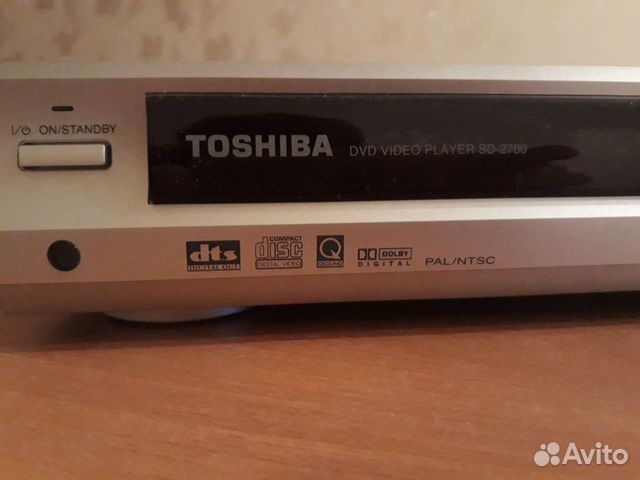 I/⏻ ON/STANDBY
TOSHIBA DVD VIDEO PLAYER SD-2700
dts DIGITAL OUT
COMPACT disc DIGITAL VIDEO
Q
DOLBY DIGITAL
PAL/NTSC
Avito